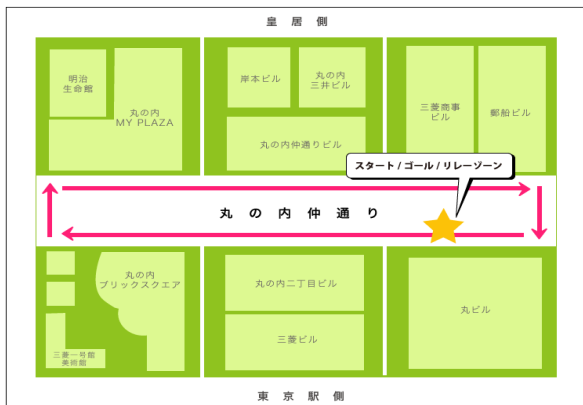 皇居側
明治
生命館
丸の内
MY PLAZA
岸本ビル
丸の内
三井ビル
丸の内仲通りビル
三菱商事
ビル
郵船ビル
スタート / ゴール / リレーゾーン
丸の内仲通り
丸の内
ブリックスクエア
三菱一号館
美術館
丸の内二丁目ビル
三菱ビル
丸ビル
東京駅側